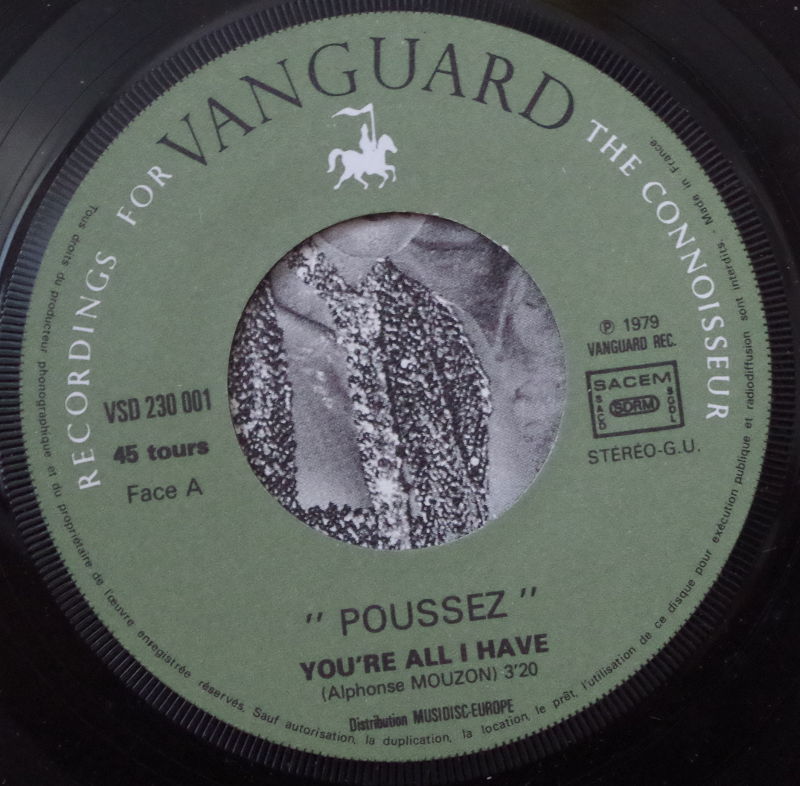 RECORDINGS FOR VANGUARD THE CONNOISSEUR
℗ 1979
VANGUARD REC.
SACEM
SACD
SDRM
SGDL
STÉRÉO-G.U.
VSD 230 001
45 tours
Face A
" POUSSEZ "
YOU'RE ALL I HAVE
(Alphonse MOUZON) 3'20
Distribution MUSIDISC-EUROPE
Tous droits du producteur phonographique et du propriétaire de l'œuvre enregistrée réservés. Sauf autorisation, la duplication, la location, le prêt, l'utilisation de ce disque pour exécution publique et radiodiffusion sont interdits. - Made in France.